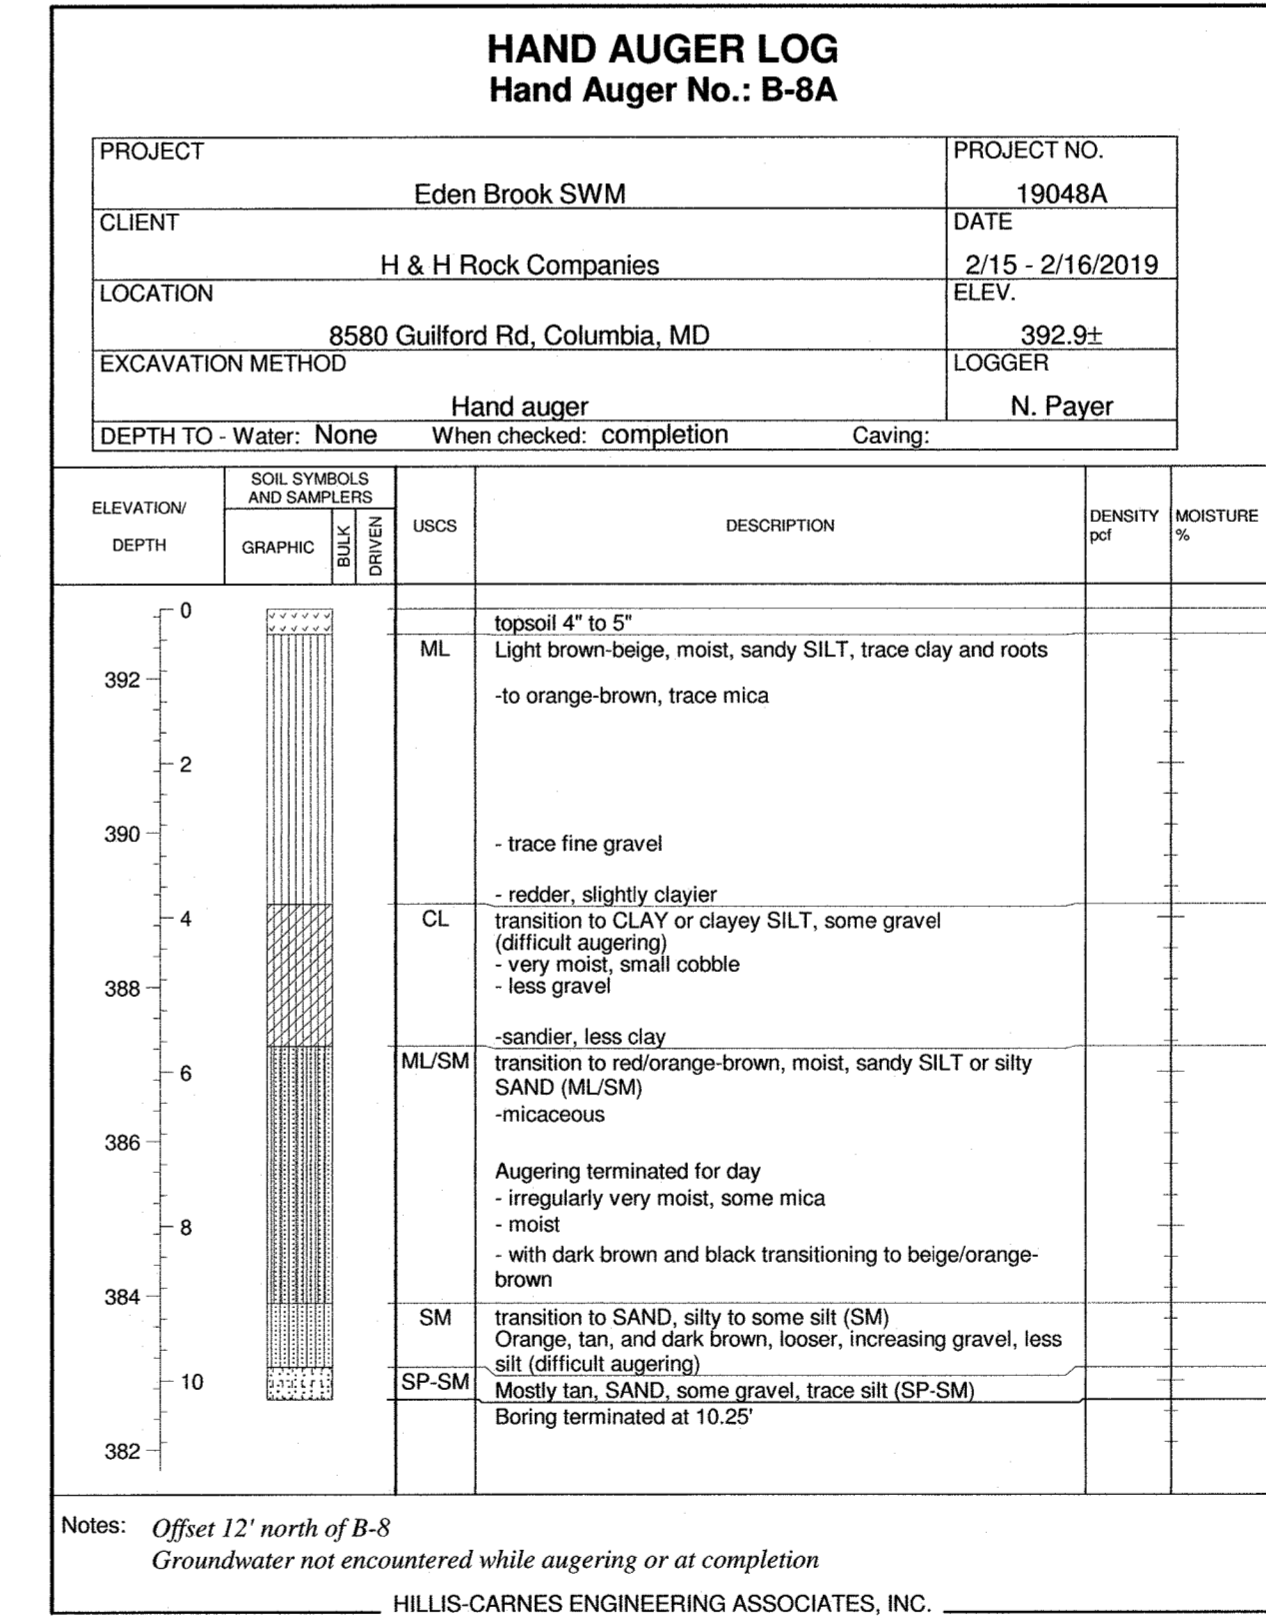 HAND AUGER LOG
Hand Auger No.: B-8A
PROJECT
Eden Brook SWM
PROJECT NO.
19048A
CLIENT
H & H Rock Companies
DATE
2/15 - 2/16/2019
LOCATION
8580 Guilford Rd, Columbia, MD
ELEV.
392.9±
EXCAVATION METHOD
Hand auger
LOGGER
N. Payer
DEPTH TO - Water: None When checked: completion Caving:
ELEVATION/
DEPTH
SOIL SYMBOLS
AND SAMPLERS
GRAPHIC
BULK
DRIVEN
USCS
DESCRIPTION
DENSITY
pcf
MOISTURE
%
0
topsoil 4" to 5"
ML Light brown-beige, moist, sandy SILT, trace clay and roots
392
-to orange-brown, trace mica
2
390
- trace fine gravel
- redder, slightly clayier
4
CL transition to CLAY or clayey SILT, some gravel
(difficult augering)
- very moist, small cobble
388
- less gravel
-sandier, less clay
ML/SM transition to red/orange-brown, moist, sandy SILT or silty
6
SAND (ML/SM)
-micaceous
386
Augering terminated for day
- irregularly very moist, some mica
8
- moist
- with dark brown and black transitioning to beige/orange-
brown
384
SM transition to SAND, silty to some silt (SM)
Orange, tan, and dark brown, looser, increasing gravel, less
silt (difficult augering)
10
SP-SM Mostly tan, SAND, some gravel, trace silt (SP-SM)
Boring terminated at 10.25'
382
Notes: Offset 12' north of B-8
Groundwater not encountered while augering or at completion
HILLIS-CARNES ENGINEERING ASSOCIATES, INC.